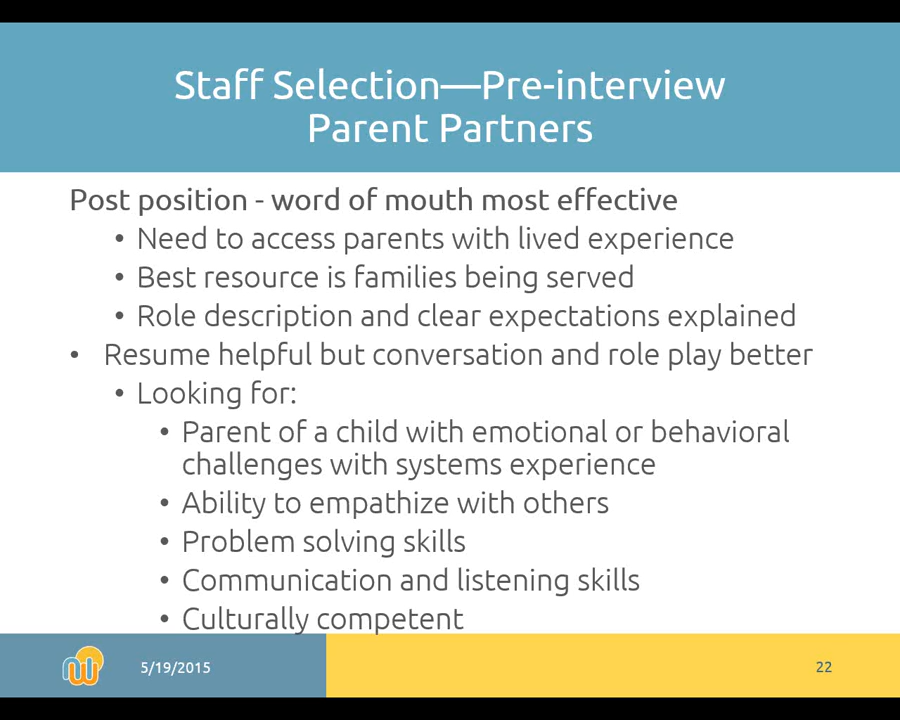 Staff Selection—Pre-interview
Parent Partners
Post position - word of mouth most effective
• Need to access parents with lived experience
• Best resource is families being served
• Role description and clear expectations explained
• Resume helpful but conversation and role play better
• Looking for:
• Parent of a child with emotional or behavioral
challenges with systems experience
• Ability to empathize with others
• Problem solving skills
• Communication and listening skills
• Culturally competent
5/19/2015
22